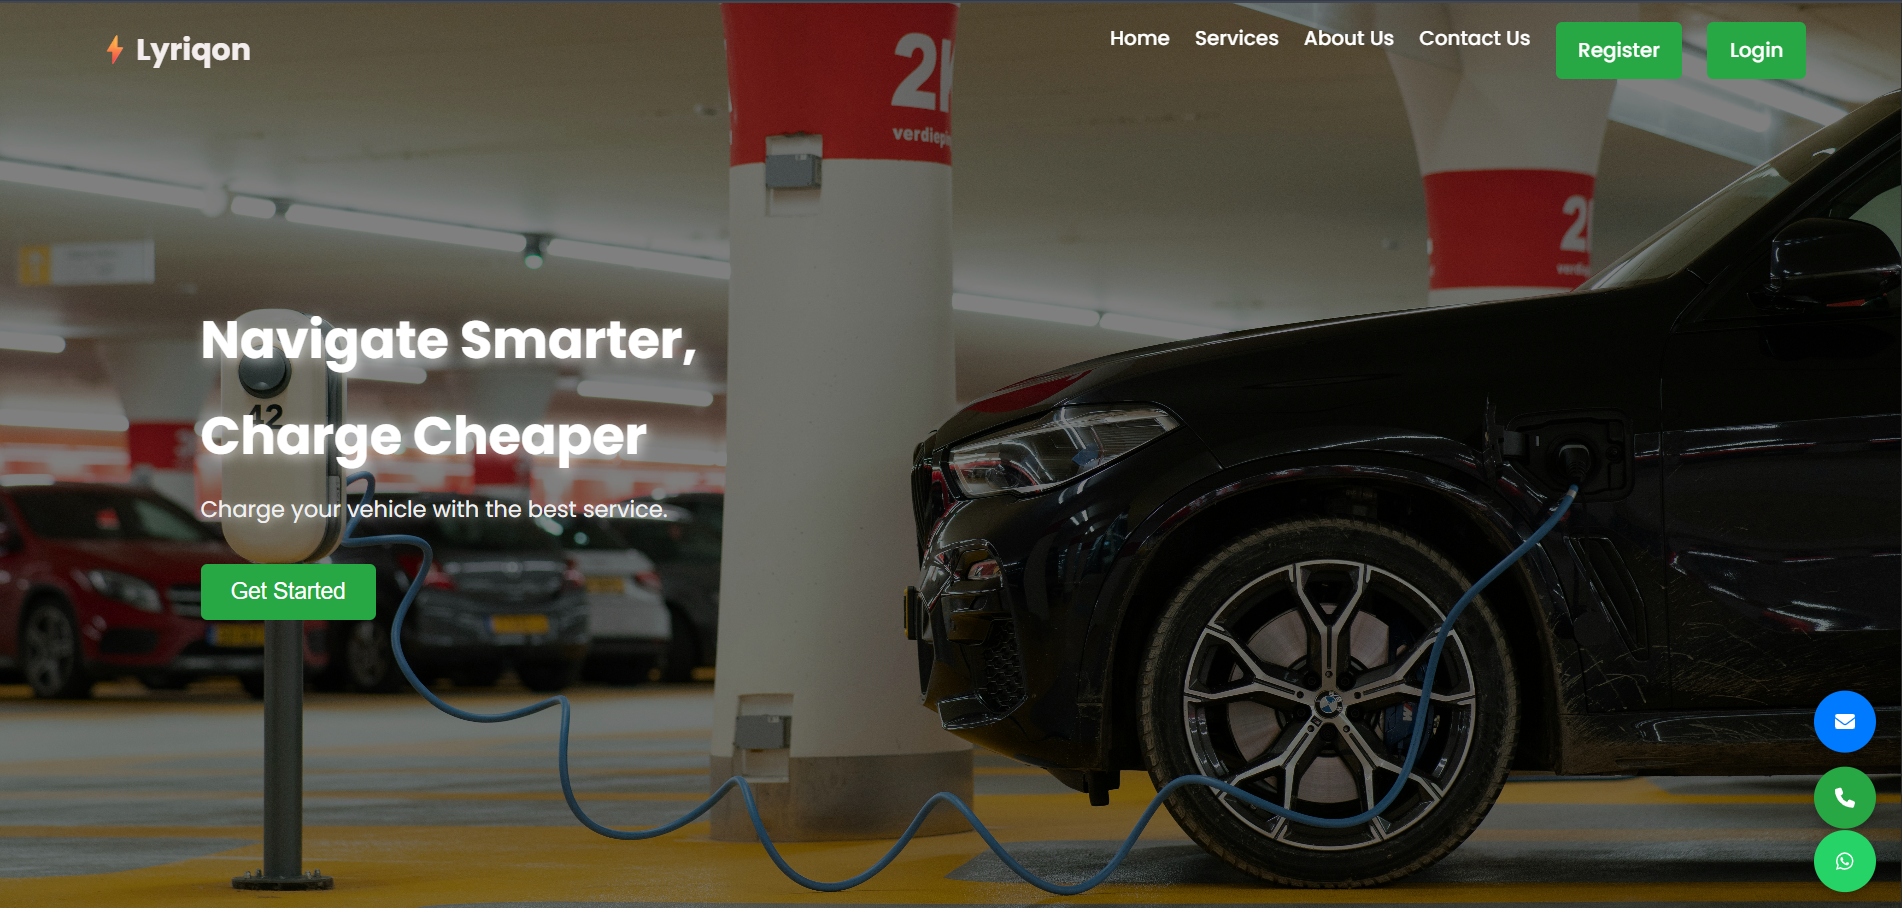 Lyriqon
Home Services About Us Contact Us Register Login
Navigate Smarter,
Charge Cheaper
Charge your vehicle with the best service.
Get Started
42